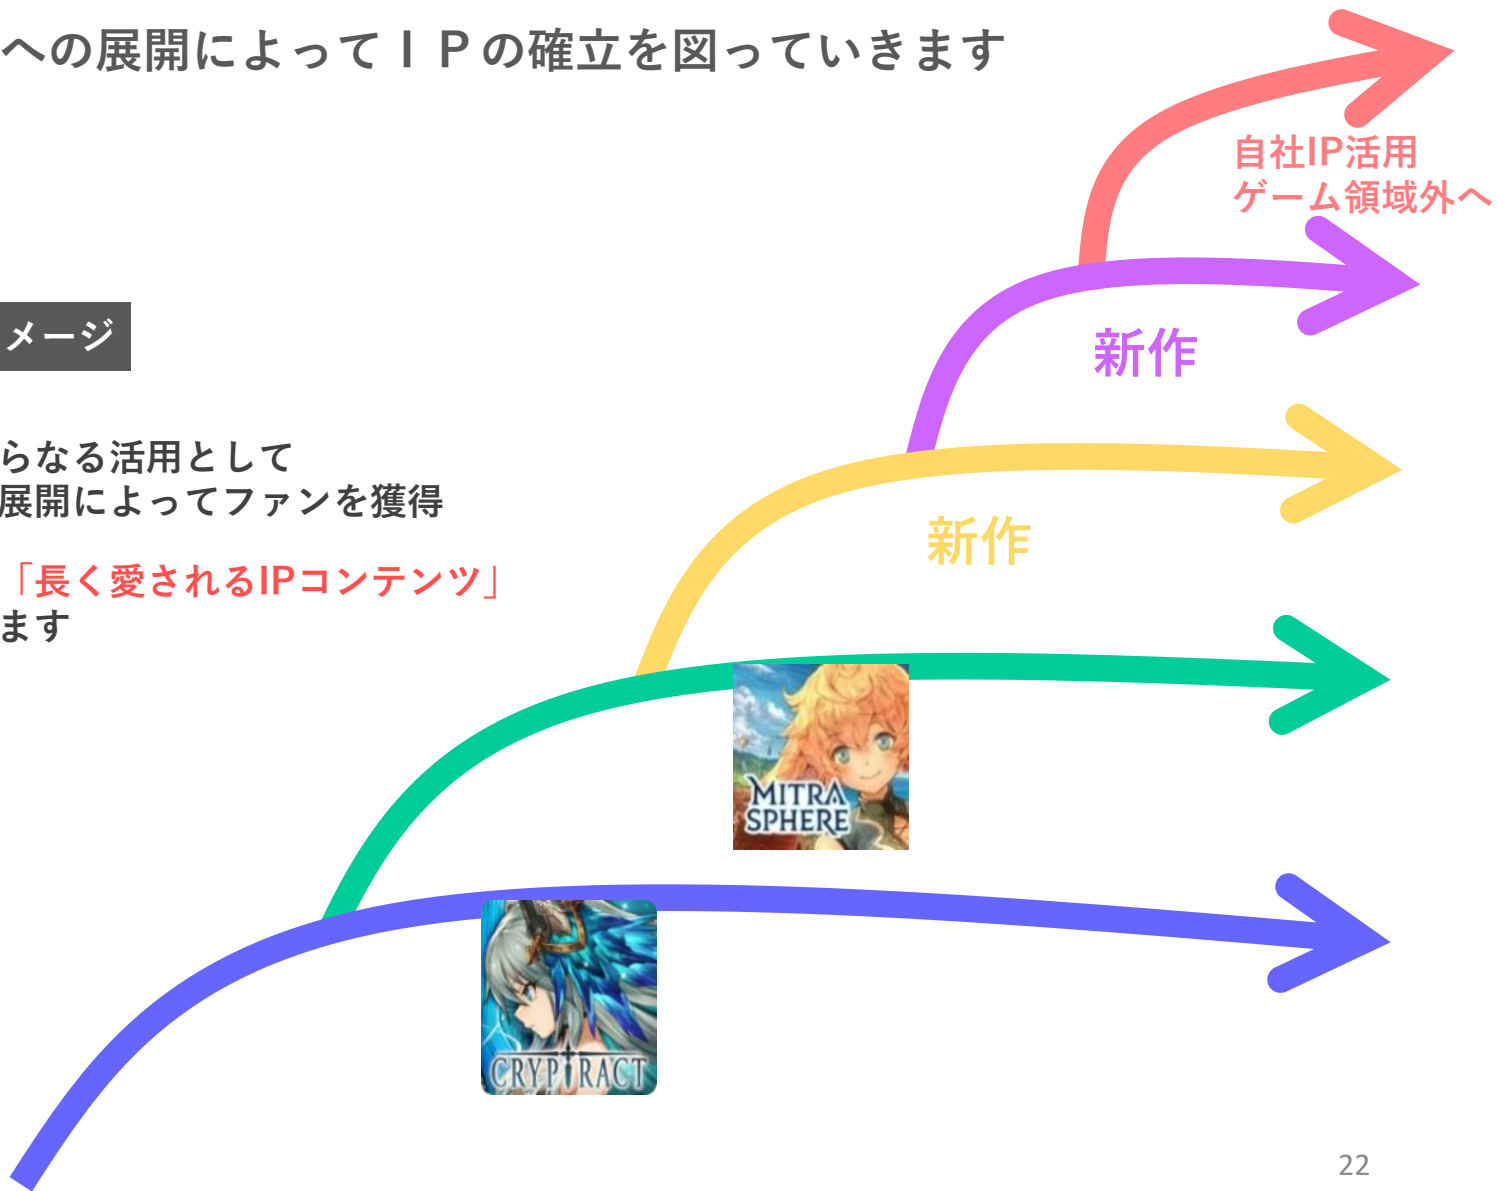 への展開によってＩＰの確立を図っていきます
自社IP活用
ゲーム領域外へ
メージ
新作
らなる活用として
展開によってファンを獲得
新作
「長く愛されるIPコンテンツ」
ます
MITRA
SPHERE
CRYPTRACT
22